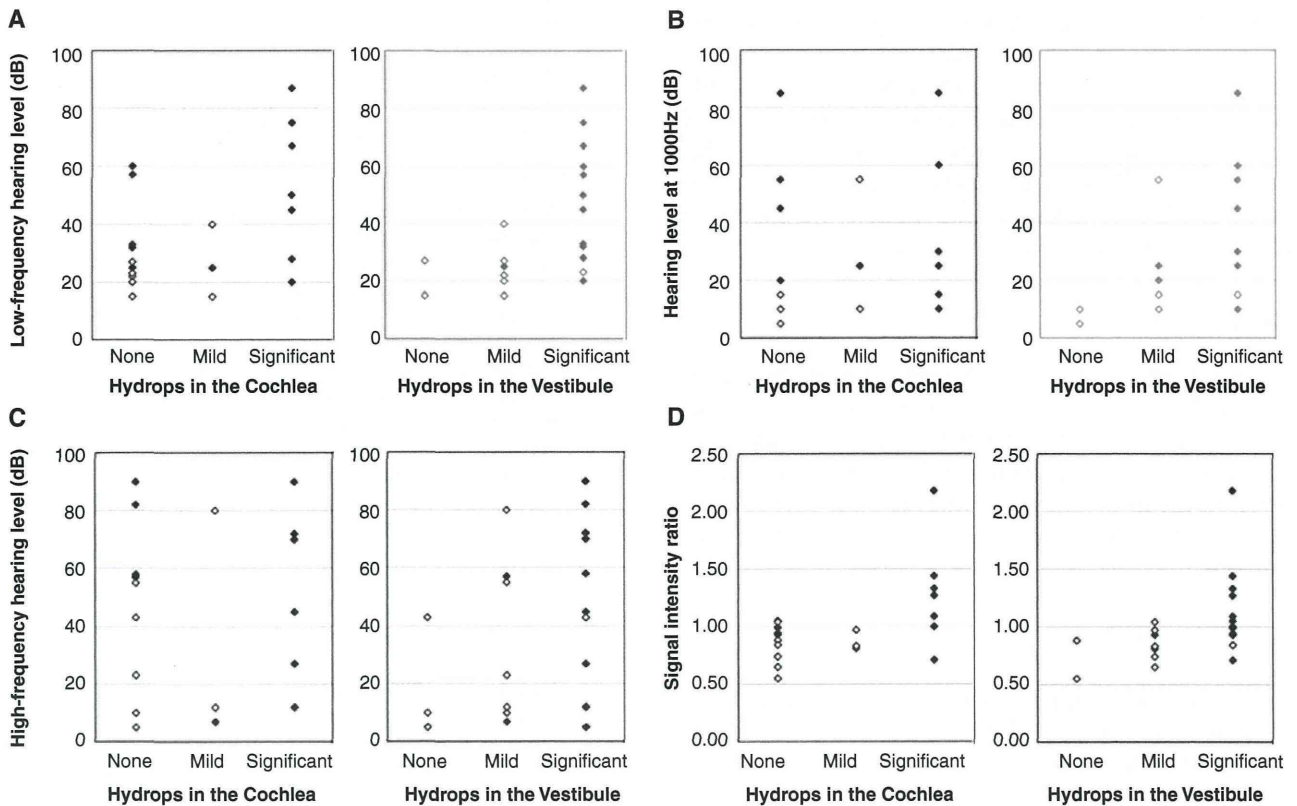 A
Low-frequency hearing level (dB)
100
80
60
40
20
0
None Mild Significant
Hydrops in the Cochlea
100
80
60
40
20
0
None Mild Significant
Hydrops in the Vestibule
B
Hearing level at 1000Hz (dB)
100
80
60
40
20
0
None Mild Significant
Hydrops in the Cochlea
100
80
60
40
20
0
None Mild Significant
Hydrops in the Vestibule
C
High-frequency hearing level (dB)
100
80
60
40
20
0
None Mild Significant
Hydrops in the Cochlea
100
80
60
40
20
0
None Mild Significant
Hydrops in the Vestibule
D
Signal intensity ratio
2.50
2.00
1.50
1.00
0.50
0.00
None Mild Significant
Hydrops in the Cochlea
2.50
2.00
1.50
1.00
0.50
0.00
None Mild Significant
Hydrops in the Vestibule